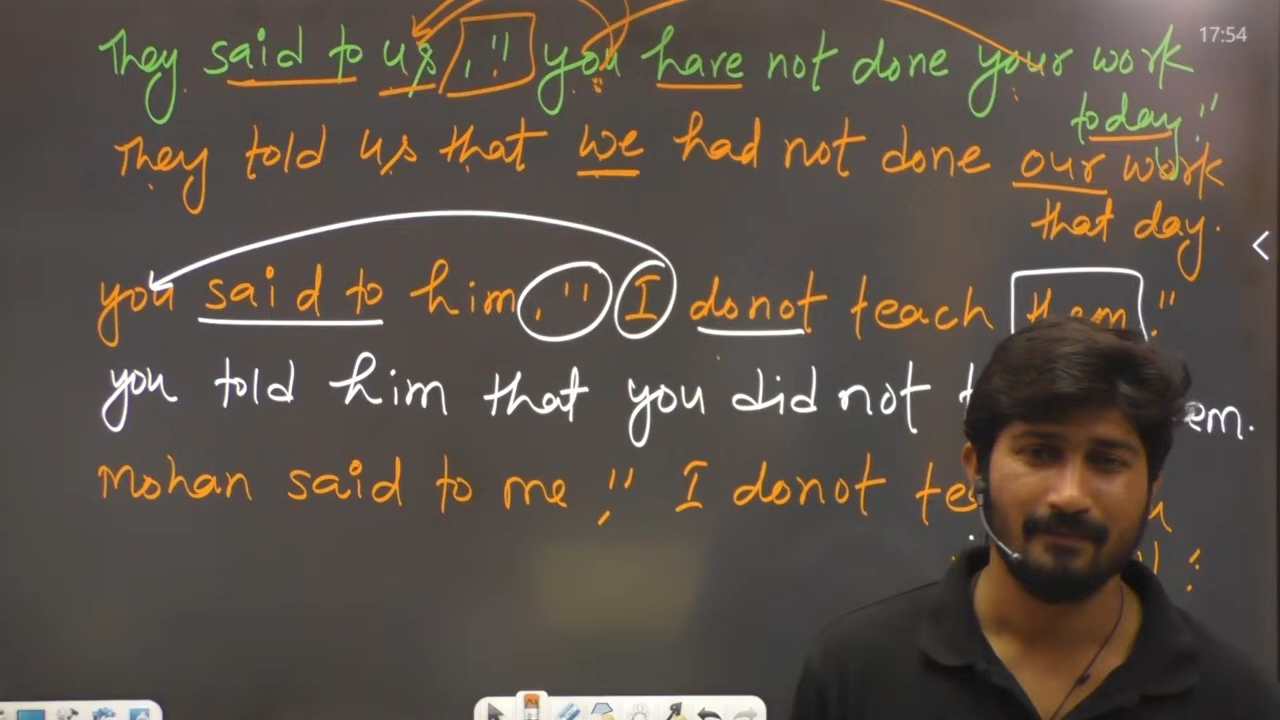 17:54
They said to us ," you have not done your work
today."
They told us that we had not done our work
that day.
you said to him," I donot teach them."
you told him that you did not
Mohan said to me ," I donot